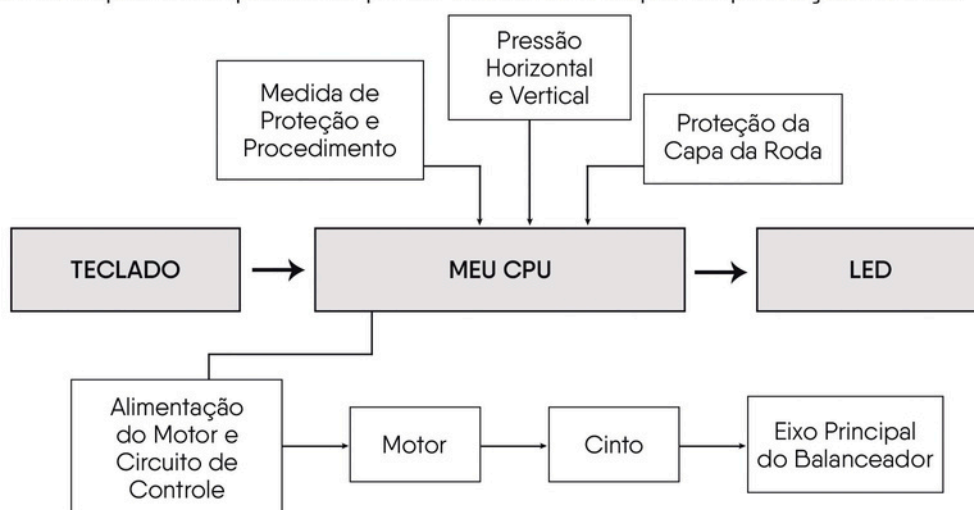 Pressão
Horizontal
e Vertical
Medida de
Proteção e
Procedimento
Proteção da
Capa da Roda
TECLADO
MEU CPU
LED
Alimentação
do Motor e
Circuito de
Controle
Motor
Cinto
Eixo Principal
do Balanceador